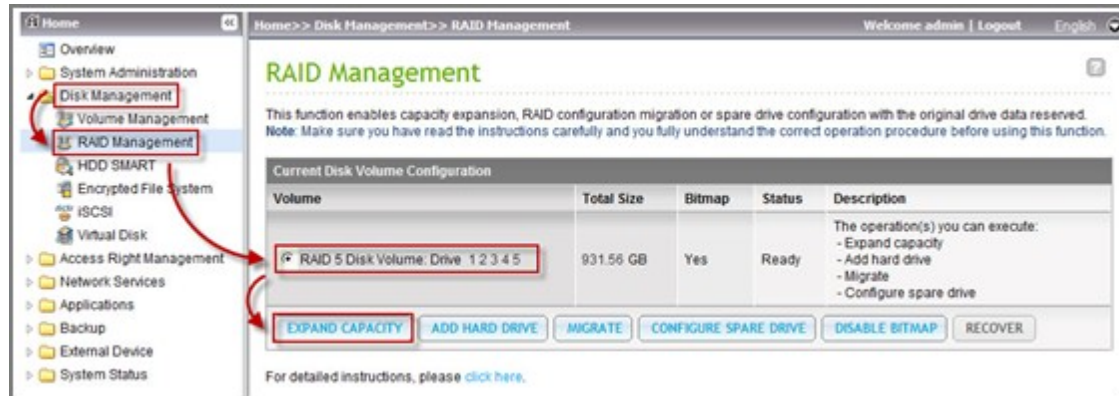 Home
Home>> Disk Management>> RAID Management
Welcome admin | Logout
English
Overview
System Administration
Disk Management
Volume Management
RAID Management
HDD SMART
Encrypted File System
iSCSI
Virtual Disk
Access Right Management
Network Services
Applications
Backup
External Device
System Status
RAID Management
?
This function enables capacity expansion, RAID configuration migration or spare drive configuration with the original drive data reserved.
Note: Make sure you have read the instructions carefully and you fully understand the correct operation procedure before using this function.
Current Disk Volume Configuration
Volume Total Size Bitmap Status Description
RAID 5 Disk Volume: Drive 1 2 3 4 5 931.56 GB Yes Ready
The operation(s) you can execute:
- Expand capacity
- Add hard drive
- Migrate
- Configure spare drive
EXPAND CAPACITY ADD HARD DRIVE MIGRATE CONFIGURE SPARE DRIVE DISABLE BITMAP RECOVER
For detailed instructions, please click here.